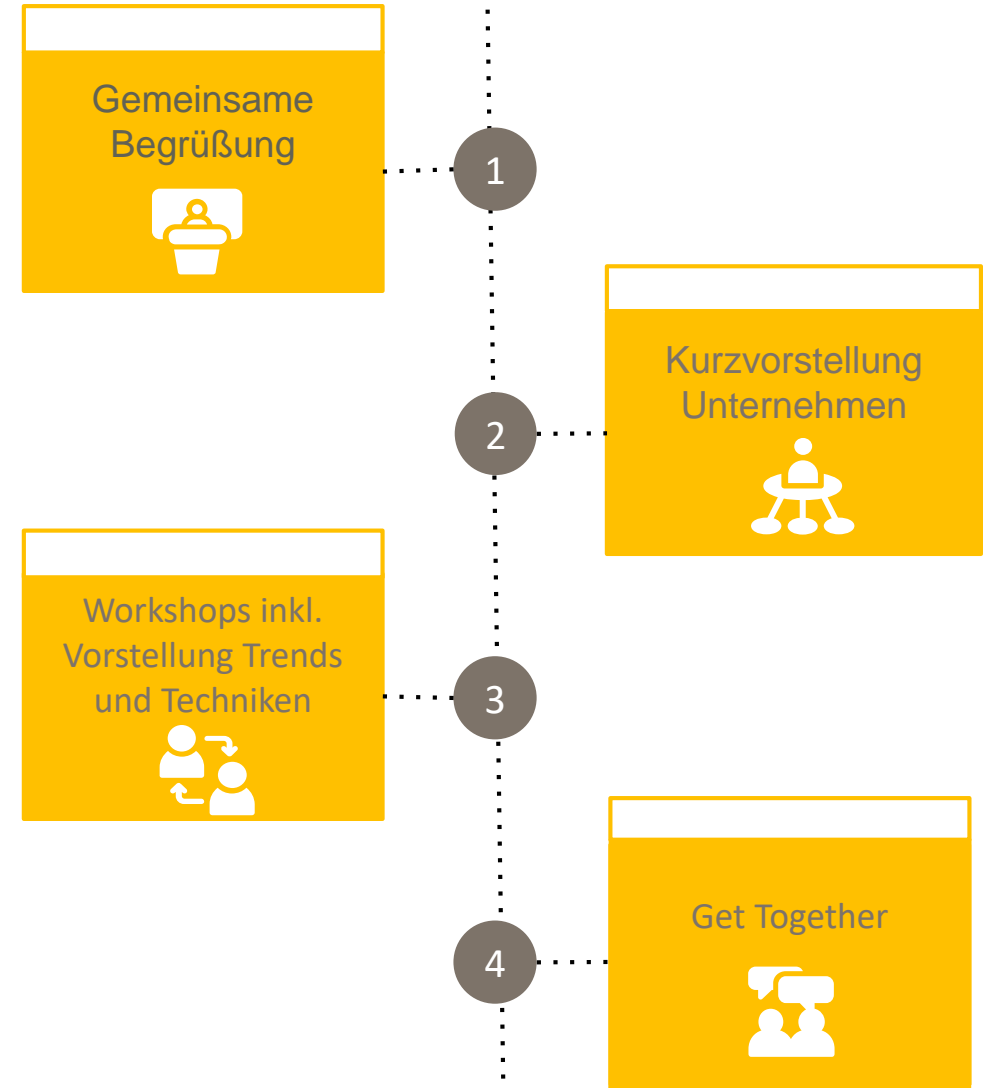 Gemeinsame
Begrüßung
1
Kurzvorstellung
Unternehmen
2
Workshops inkl.
Vorstellung Trends
und Techniken
3
Get Together
4